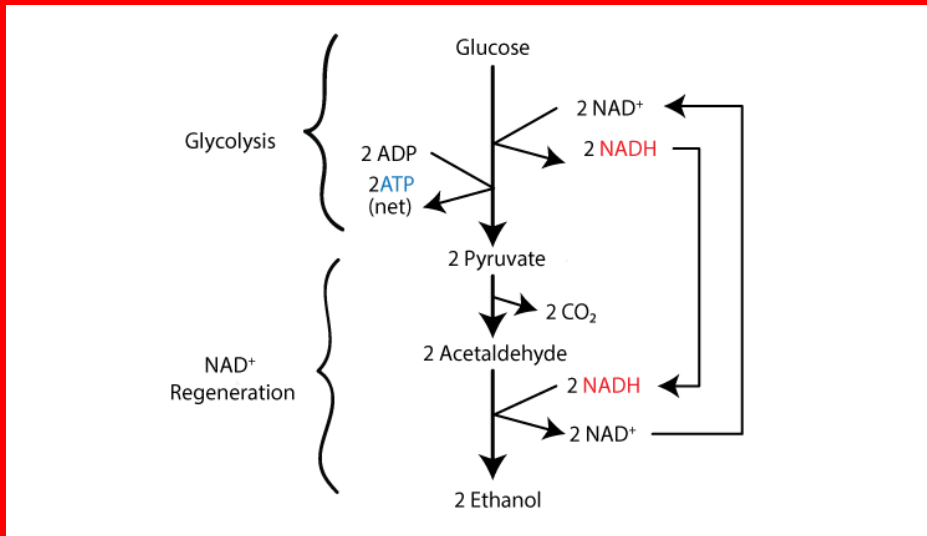 Glucose
2 NAD⁺
Glycolysis
2 NADH
2 ADP
2ATP
(net)
2 Pyruvate
2 CO₂
2 Acetaldehyde
NAD⁺
Regeneration
2 NADH
2 NAD⁺
2 Ethanol